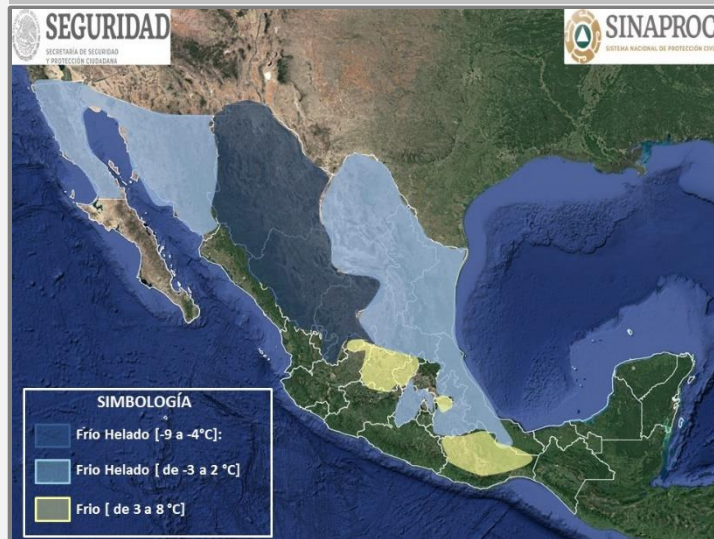 SEGURIDAD
SECRETARÍA DE SEGURIDAD
Y PROTECCIÓN CIUDADANA
SINAPROC
SISTEMA NACIONAL DE PROTECCIÓN CIVI
SIMBOLOGÍA
Frío Helado [-9 a -4°C]:
Frio Helado [ de -3 a 2 °C]
Frio [ de 3 a 8 °C]